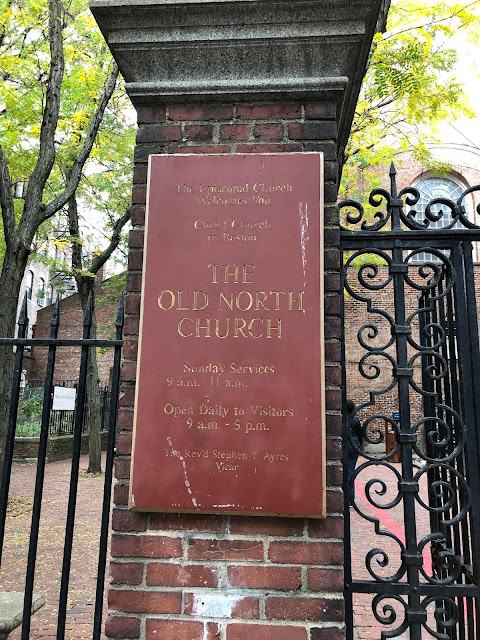 The Episcopal Church
Welcomes You
Christ Church
in Boston
THE
OLD NORTH
CHURCH
Sunday Services
9 a.m. 11 a.m.
Open Daily to Visitors
9 a.m. - 5 p.m.
The Rev'd Stephen T. Ayres
Vicar